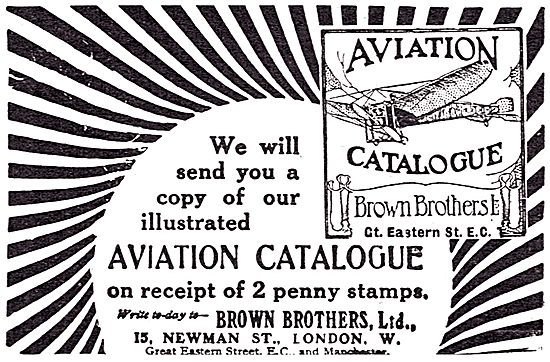 AVIATION
CATALOGUE
Brown Brothers Ltd
Gt. Eastern St. E.C.
We will
send you a
copy of our
illustrated
AVIATION CATALOGUE
on receipt of 2 penny stamps.
Write to-day to— BROWN BROTHERS, Ltd.,
15, NEWMAN ST., LONDON, W.
Great Eastern Street, E.C., and Manchester.